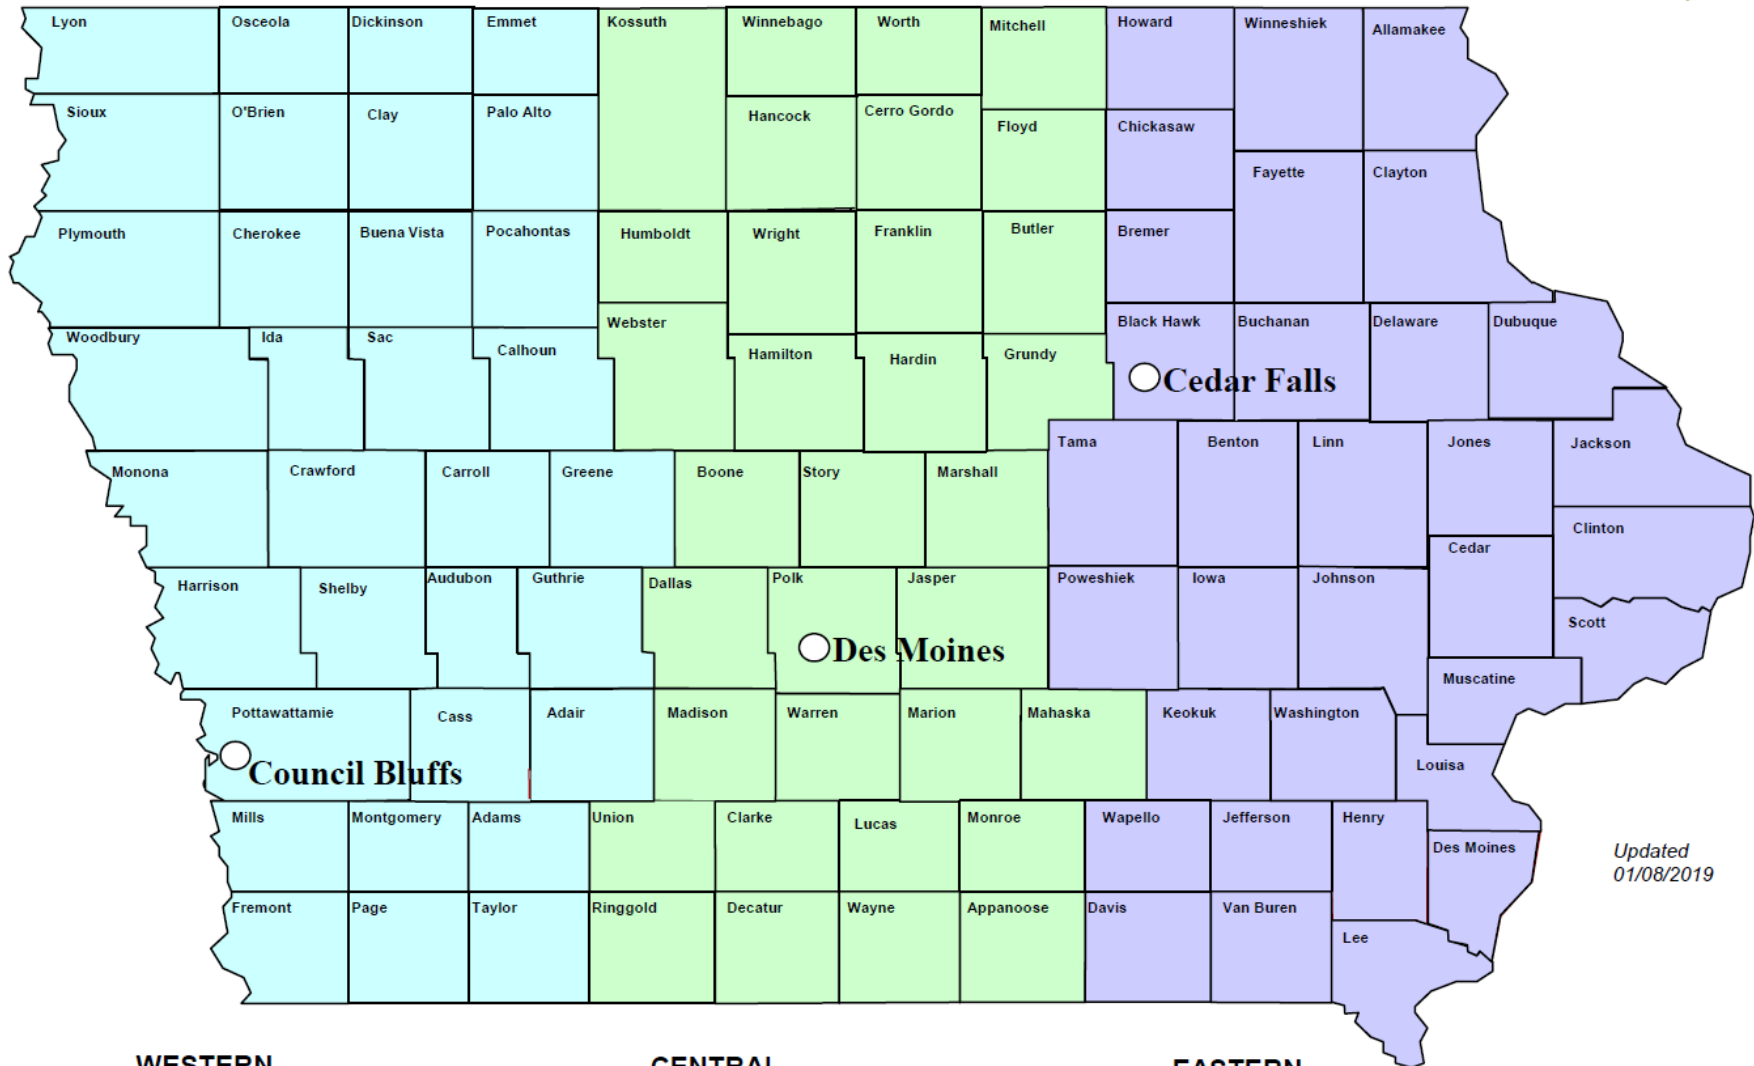 Lyon Osceola Dickinson Emmet Kossuth Winnebago Worth Mitchell Howard Winneshiek Allamakee
Sioux O'Brien Clay Palo Alto Hancock Cerro Gordo Floyd Chickasaw
Fayette Clayton
Plymouth Cherokee Buena Vista Pocahontas Humboldt Wright Franklin Butler Bremer
Woodbury Ida Sac Calhoun Webster Hamilton Hardin Grundy Black Hawk Buchanan Delaware Dubuque
Cedar Falls
Tama Benton Linn Jones Jackson
Monona Crawford Carroll Greene Boone Story Marshall
Clinton
Cedar
Harrison Shelby Audubon Guthrie Dallas Polk Jasper Poweshiek Iowa Johnson
Scott
Des Moines
Muscatine
Pottawattamie Cass Adair Madison Warren Marion Mahaska Keokuk Washington
Council Bluffs
Louisa
Mills Montgomery Adams Union Clarke Lucas Monroe Wapello Jefferson Henry
Des Moines
Updated
01/08/2019
Fremont Page Taylor Ringgold Decatur Wayne Appanoose Davis Van Buren
Lee
WESTERN CENTRAL EASTERN